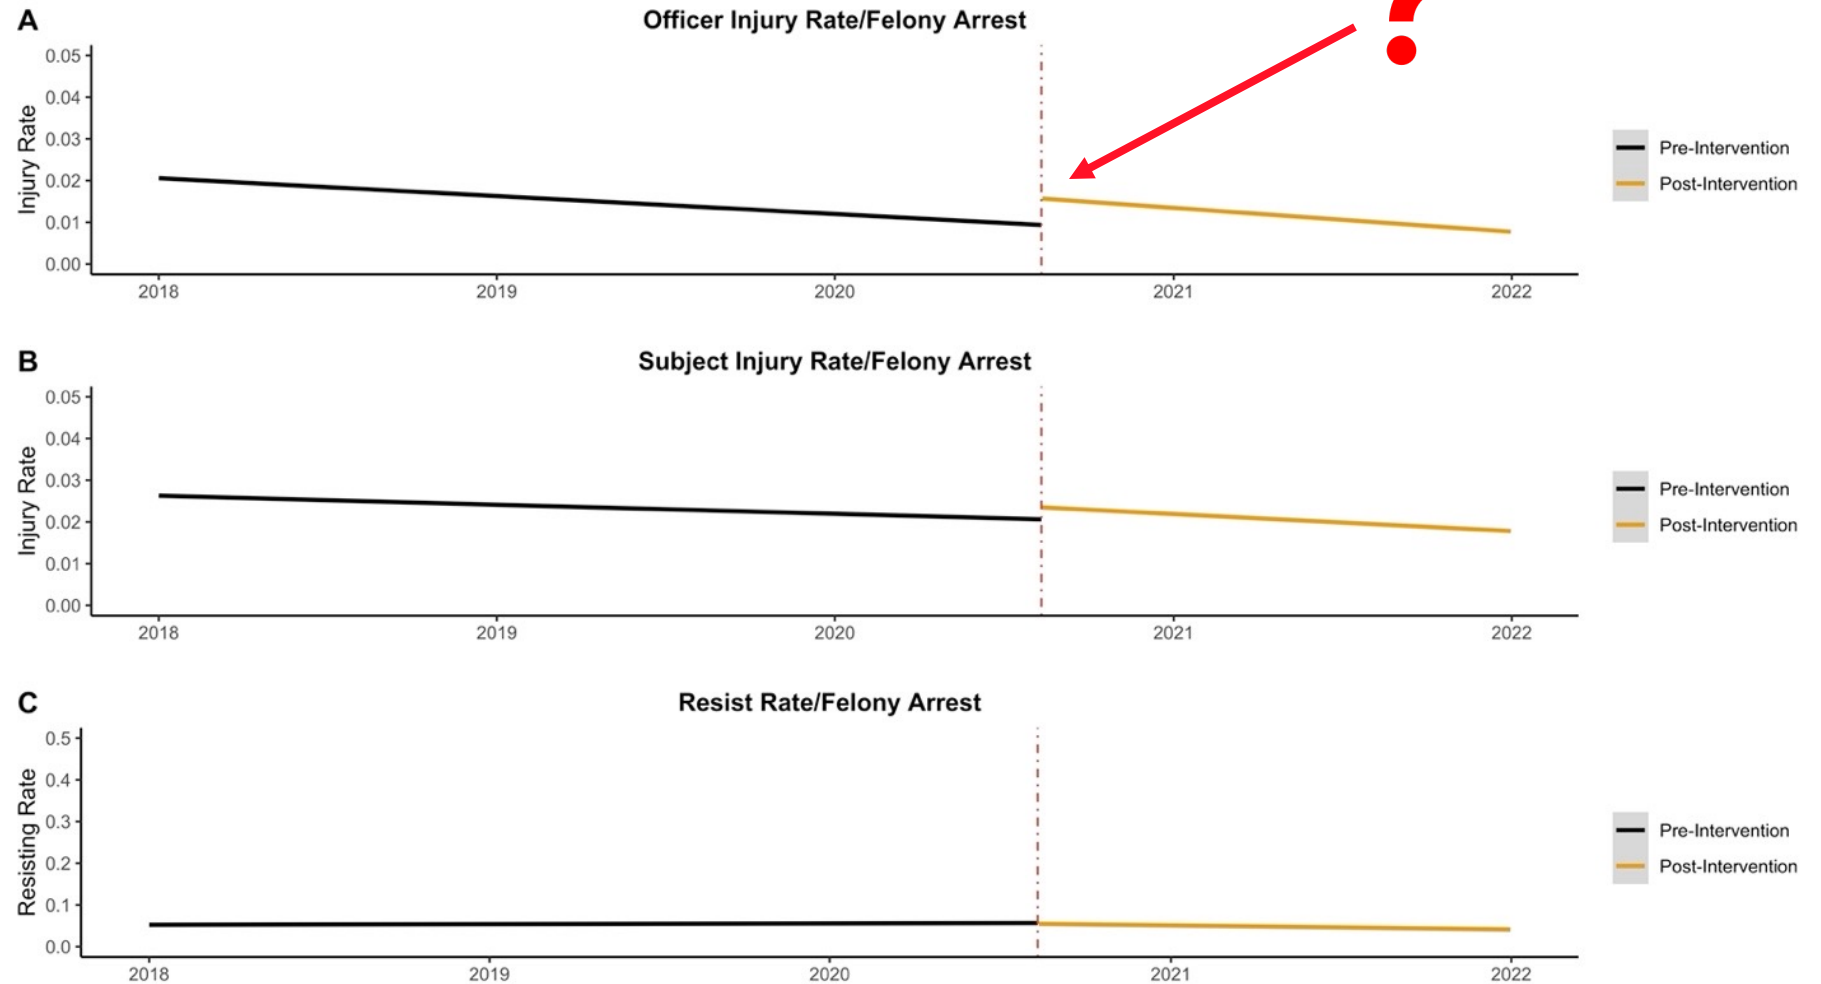 A
Officer Injury Rate/Felony Arrest
?
Injury Rate
0.05
0.04
0.03
0.02
0.01
0.00
2018 2019 2020 2021 2022
Pre-Intervention
Post-Intervention
B
Subject Injury Rate/Felony Arrest
Injury Rate
0.05
0.04
0.03
0.02
0.01
0.00
2018 2019 2020 2021 2022
Pre-Intervention
Post-Intervention
C
Resist Rate/Felony Arrest
Resisting Rate
0.5
0.4
0.3
0.2
0.1
0.0
2018 2019 2020 2021 2022
Pre-Intervention
Post-Intervention